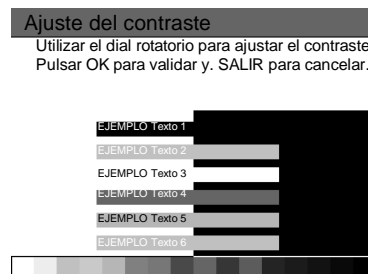 Ajuste del contraste
Utilizar el dial rotatorio para ajustar el contraste
Pulsar OK para validar y. SALIR para cancelar.
EJEMPLO Texto 1
EJEMPLO Texto 2
EJEMPLO Texto 3
EJEMPLO Texto 4
EJEMPLO Texto 5
EJEMPLO Texto 6